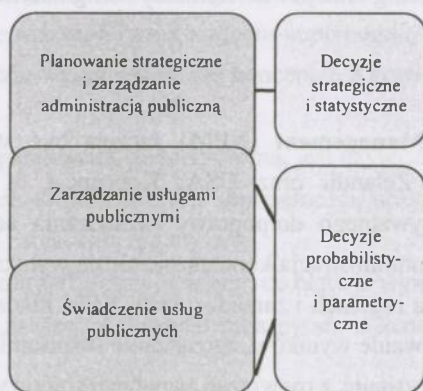 Planowanie strategiczne
i zarządzanie
administracją publiczną
Decyzje
strategiczne
i statystyczne
Zarządzanie usługami
publicznymi
Decyzje
probabilisty-
czne
i parametry-
czne
Świadczenie usług
publicznych